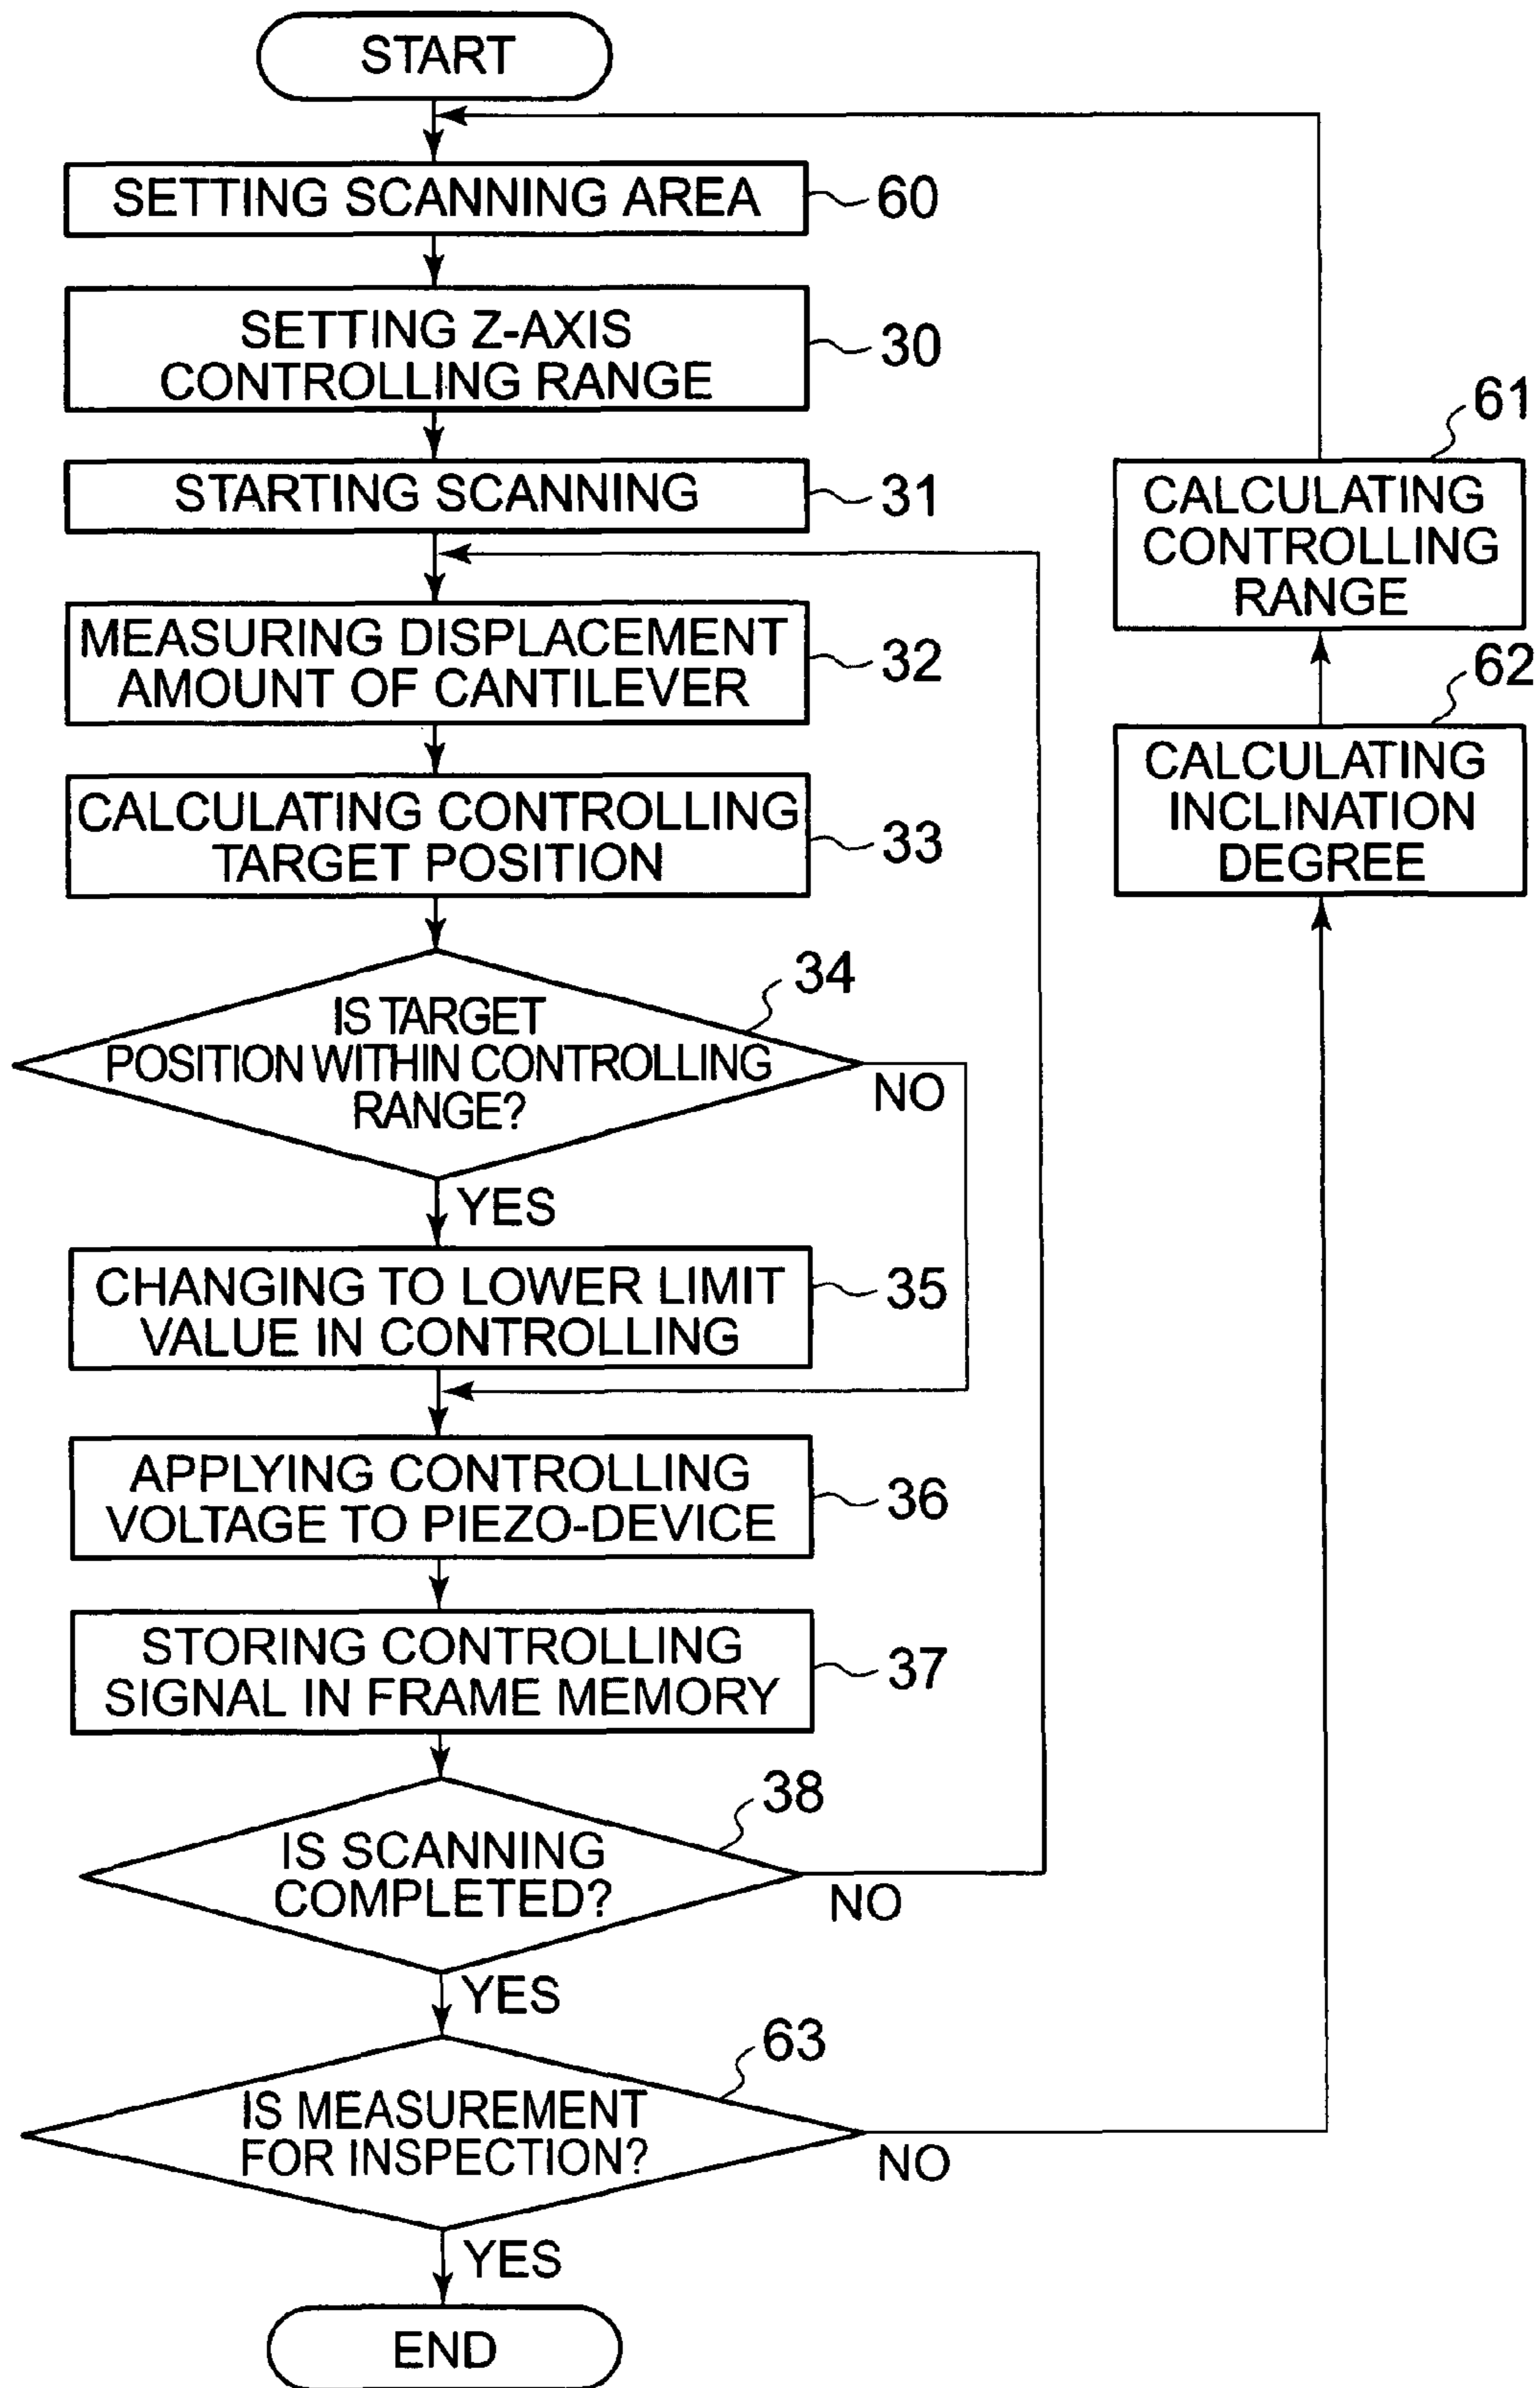 START
SETTING SCANNING AREA
60
SETTING Z-AXIS
CONTROLLING RANGE
30
STARTING SCANNING
31
MEASURING DISPLACEMENT
AMOUNT OF CANTILEVER
32
CALCULATING CONTROLLING
TARGET POSITION
33
IS TARGET
POSITION WITHIN CONTROLLING
RANGE?
34
NO
YES
CHANGING TO LOWER LIMIT
VALUE IN CONTROLLING
35
APPLYING CONTROLLING
VOLTAGE TO PIEZO-DEVICE
36
STORING CONTROLLING
SIGNAL IN FRAME MEMORY
37
IS SCANNING
COMPLETED?
38
NO
YES
IS MEASUREMENT
FOR INSPECTION?
63
NO
YES
END
61
CALCULATING
CONTROLLING
RANGE
62
CALCULATING
INCLINATION
DEGREE